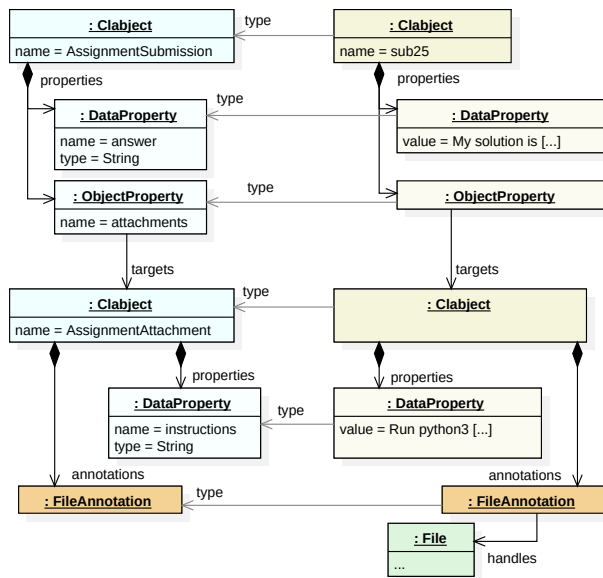 : Clabject
name = AssignmentSubmission
type
: Clabject
name = sub25
properties
properties
: DataProperty
name = answer
type = String
type
: DataProperty
value = My solution is [...]
: ObjectProperty
name = attachments
type
: ObjectProperty
targets
targets
: Clabject
name = AssignmentAttachment
type
: Clabject
properties
properties
: DataProperty
name = instructions
type = String
type
: DataProperty
value = Run python3 [...]
annotations
annotations
: FileAnnotation
type
: FileAnnotation
: File
...
handles